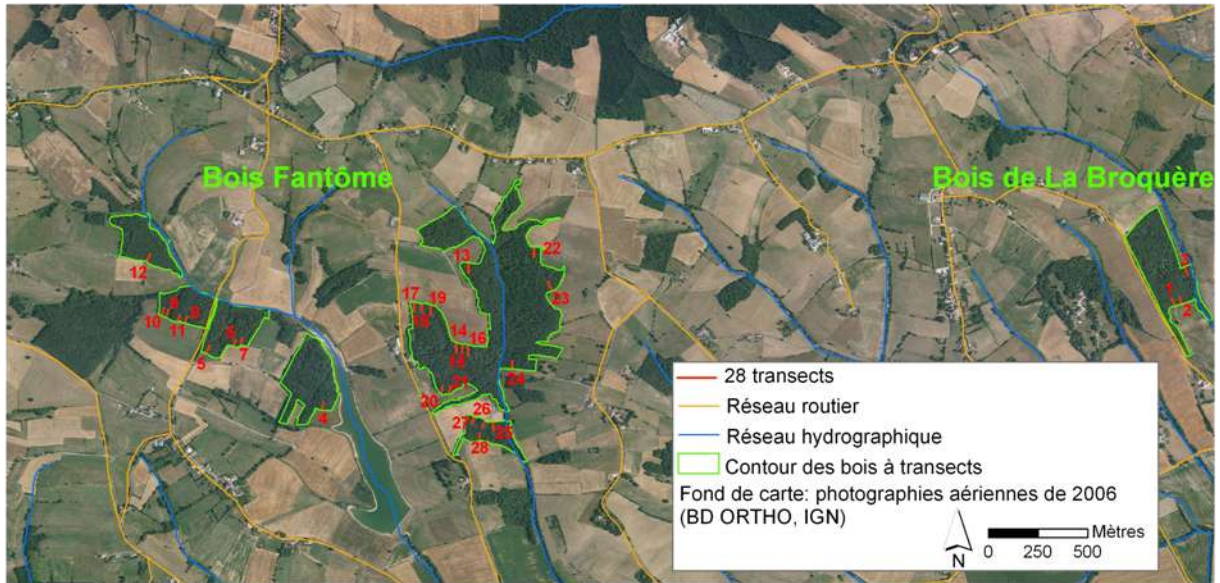 Bois Fantôme
Bois de La Broquère
12
13
22
23
3
1
2
17
19
18
8
9
10
11
14
16
15
6
5
7
24
21
20
4
26
27
25
28
28 transects
Réseau routier
Réseau hydrographique
Contour des bois à transects
Fond de carte: photographies aériennes de 2006
(BD ORTHO, IGN)
Mètres
0 250 500
N